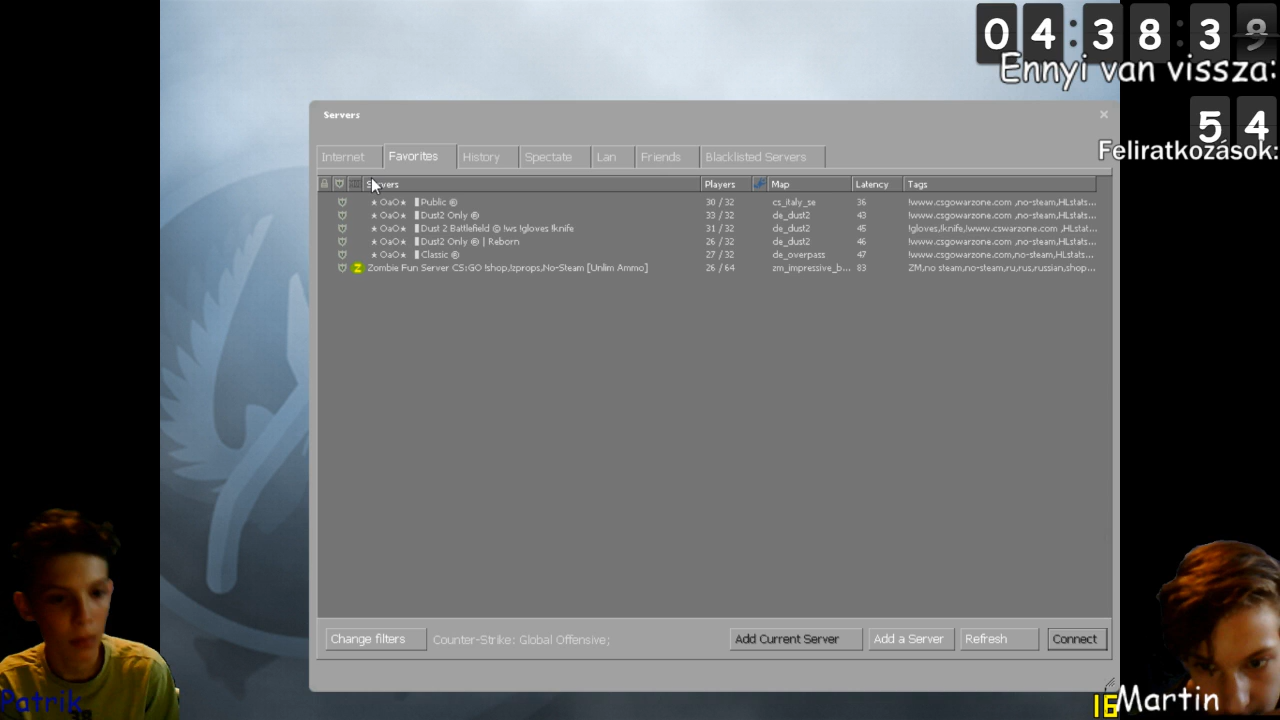 04:38:39
Ennyi van vissza:
54
Feliratkozások:
Servers
Internet Favorites History Spectate Lan Friends Blacklisted Servers
Servers Players Map Latency Tags
★ OaO★ ▌Public ® 30 / 32 cs_italy_se 36 !www.csgowarzone.com ,no-steam,HLstats...
★ OaO★ ▌Dust2 Only ® 33 / 32 de_dust2 43 !www.csgowarzone.com ,no-steam,HLstats...
★ OaO★ ▌Dust 2 Battlefield © !ws !gloves !knife 31 / 32 de_dust2 45 !gloves,!knife,!www.cswarzone.com ,HLstat...
★ OaO★ ▌Dust2 Only ® | Reborn 26 / 32 de_dust2 46 !www.csgowarzone.com ,no-steam,HLstats...
★ OaO★ ▌Classic ® 27 / 32 de_overpass 47 !www.csgowarzone.com,no-steam,HLstats...
Z Zombie Fun Server CS:GO !shop,!zprops,No-Steam [Unlim Ammo] 26 / 64 zm_impressive_b... 83 ZM,no steam,no-steam,ru,rus,russian,shop...
Change filters Counter-Strike: Global Offensive; Add Current Server Add a Server Refresh Connect
Patrik
16 Martin